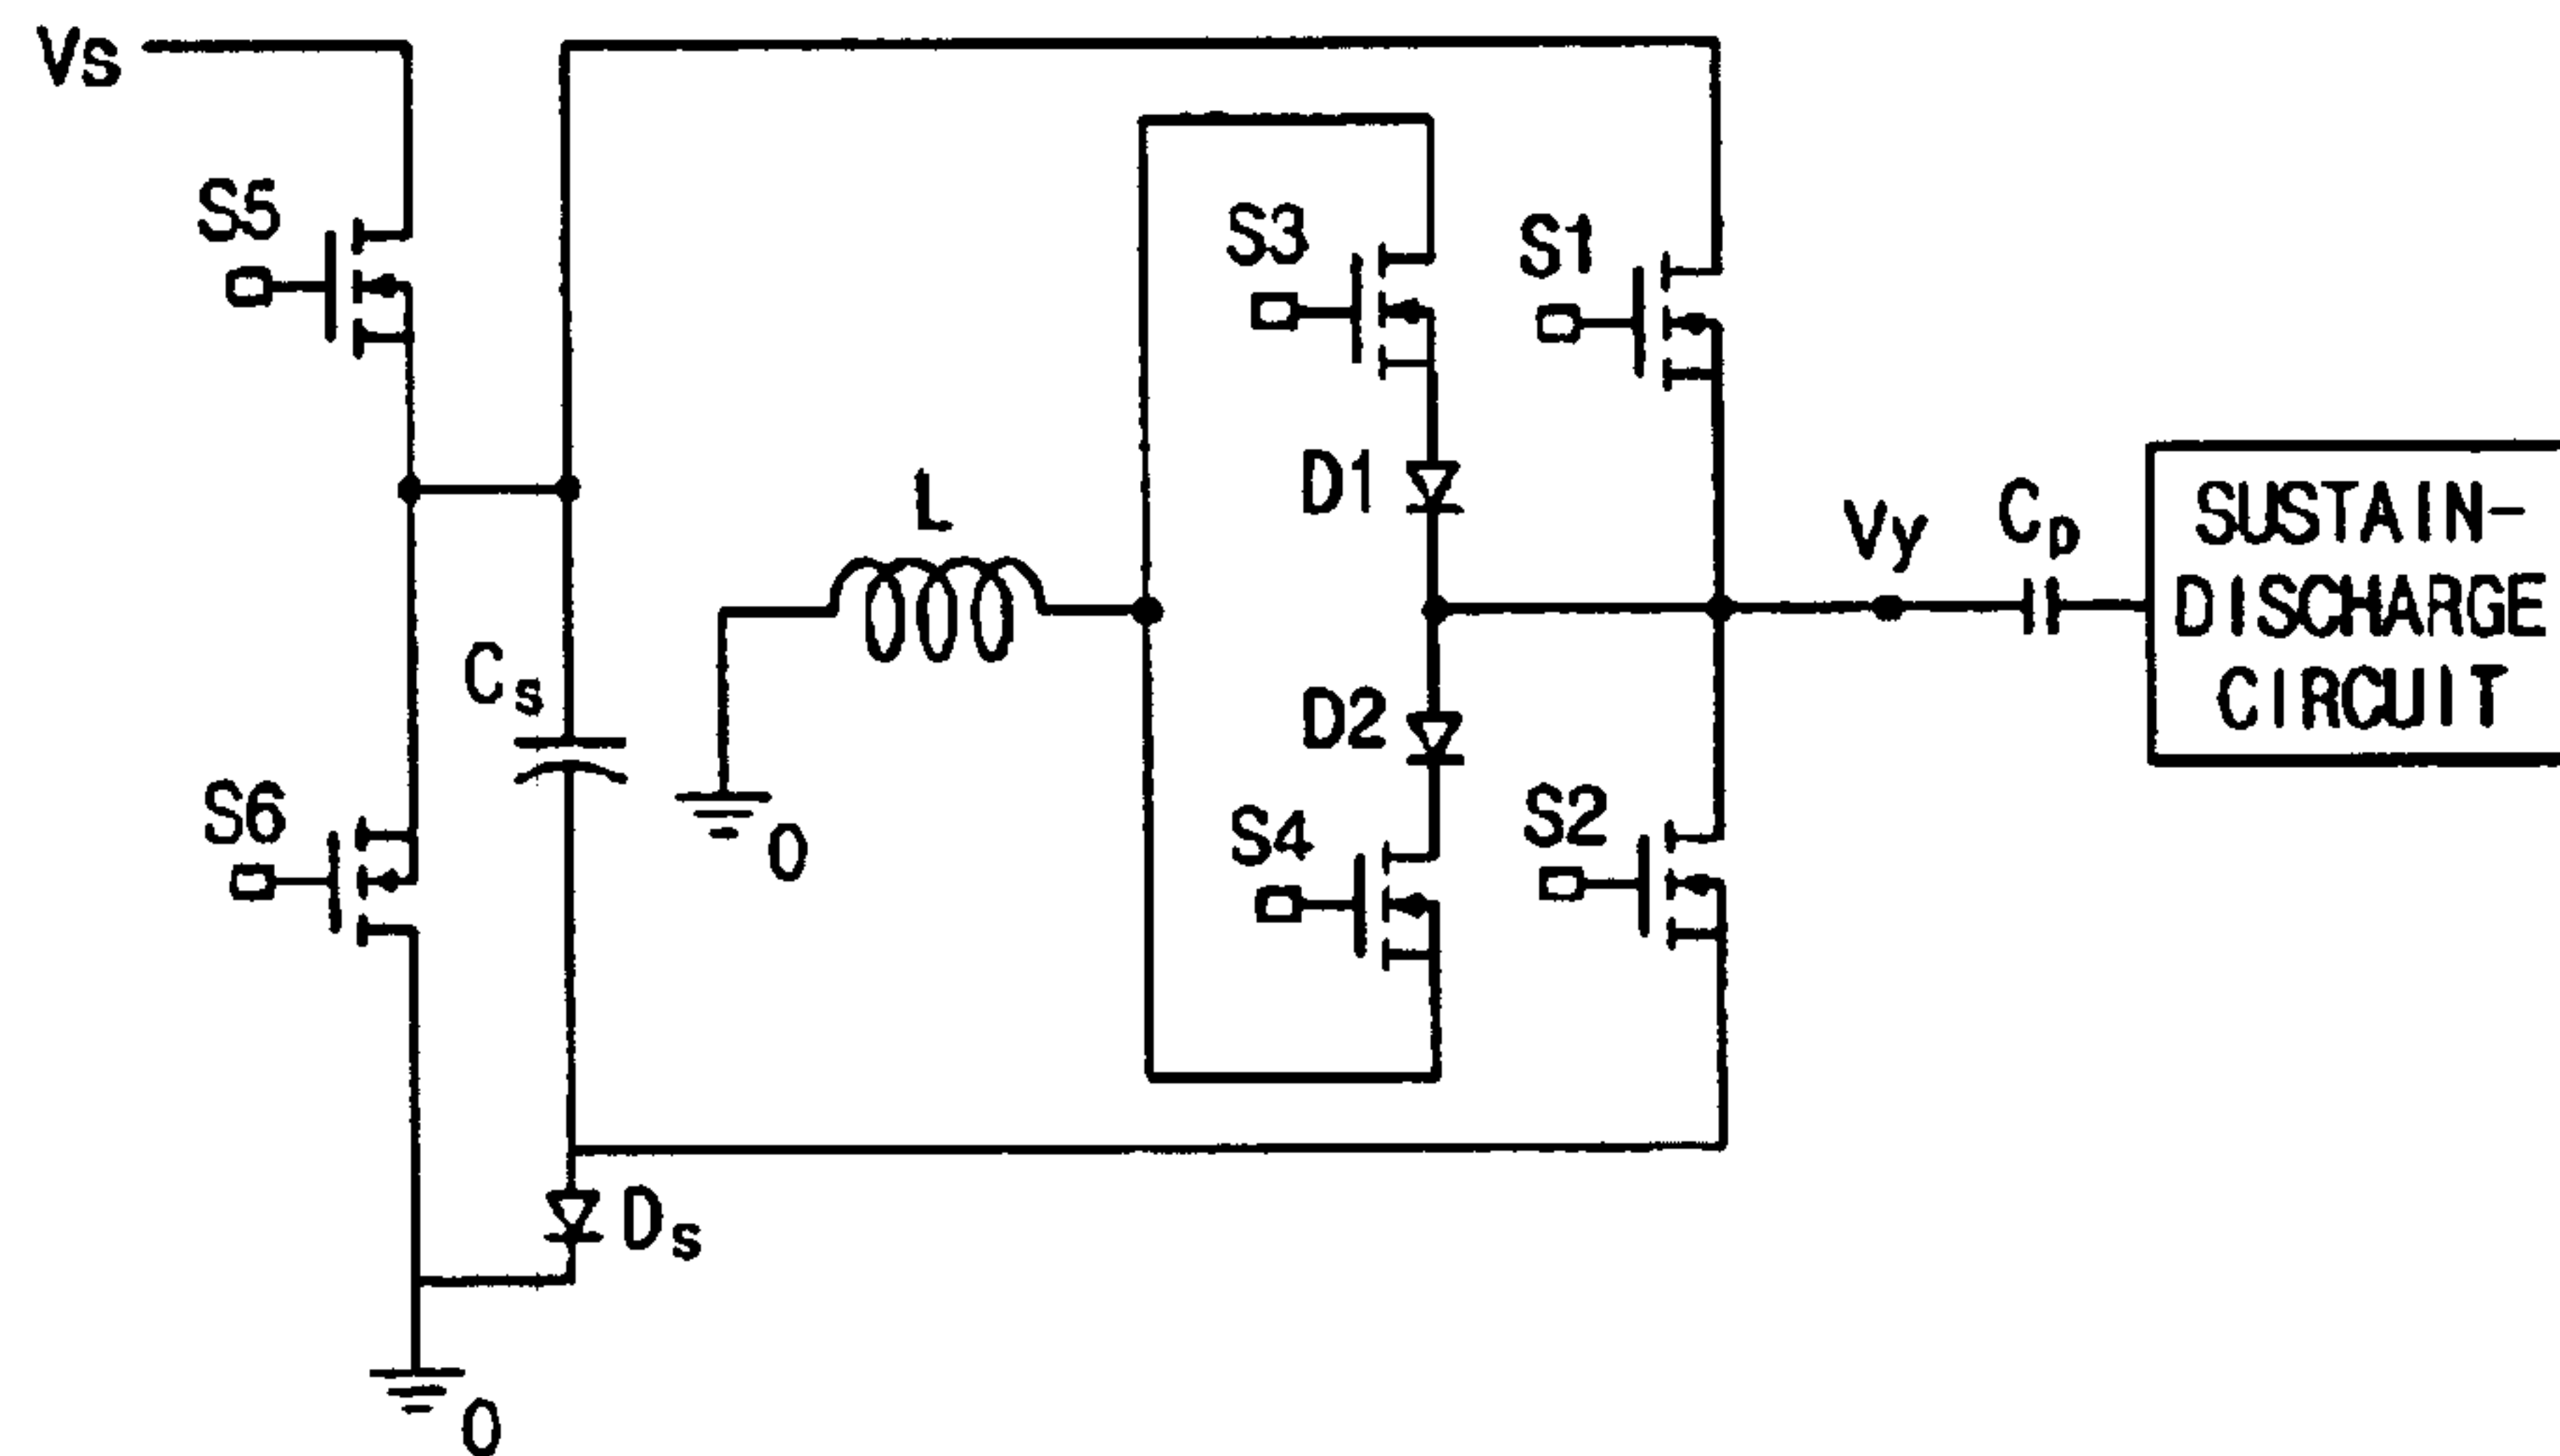 Vs
S5
S3
S1
D1
L
Vy
Cp
SUSTAIN-
DISCHARGE
CIRCUIT
Cs
D2
S6
S4
S2
0
Ds
0